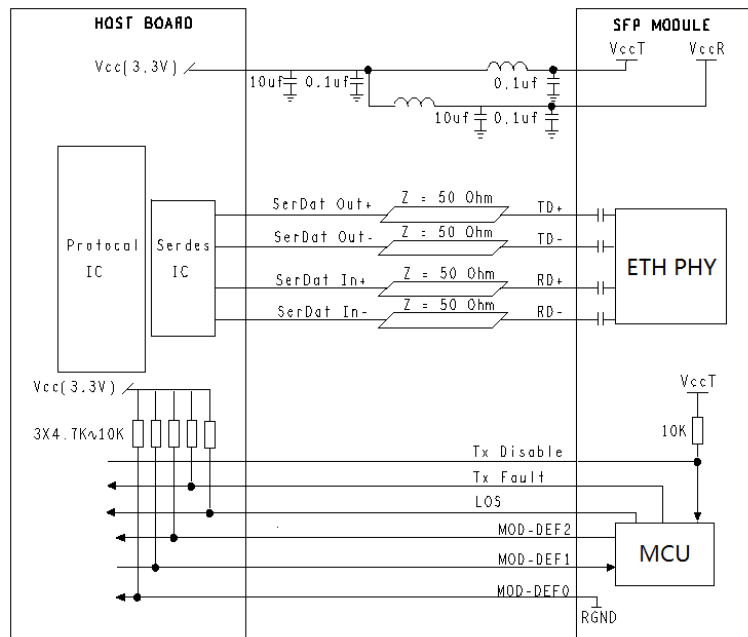 HOST BOARD
SFP MODULE
VccT
VccR
Vcc(3.3V)
10uf
0.1uf
0.1uf
10uf
0.1uf
SerDat Out+
Z = 50 Ohm
TD+
SerDat Out-
Z = 50 Ohm
TD-
Protocal
IC
Serdes
IC
ETH PHY
SerDat In+
Z = 50 Ohm
RD+
SerDat In-
Z = 50 Ohm
RD-
Vcc(3.3V)
VccT
3X4.7K~10K
10K
Tx Disable
Tx Fault
LOS
MOD-DEF2
MCU
MOD-DEF1
MOD-DEF0
RGND